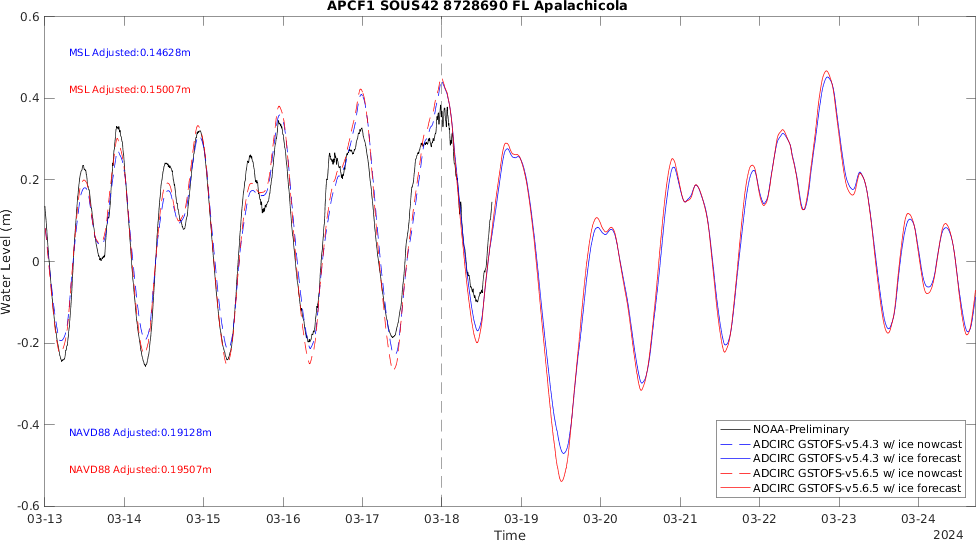 APCF1 SOUS42 8728690 FL Apalachicola
0.6
0.4
0.2
0
-0.2
-0.4
-0.6
Water Level (m)
MSL Adjusted:0.14628m
MSL Adjusted:0.15007m
NAVD88 Adjusted:0.19128m
NAVD88 Adjusted:0.19507m
NOAA-Preliminary
ADCIRC GSTOFS-v5.4.3 w/ ice nowcast
ADCIRC GSTOFS-v5.4.3 w/ ice forecast
ADCIRC GSTOFS-v5.6.5 w/ ice nowcast
ADCIRC GSTOFS-v5.6.5 w/ ice forecast
03-13 03-14 03-15 03-16 03-17 03-18 03-19 03-20 03-21 03-22 03-23 03-24
Time
2024